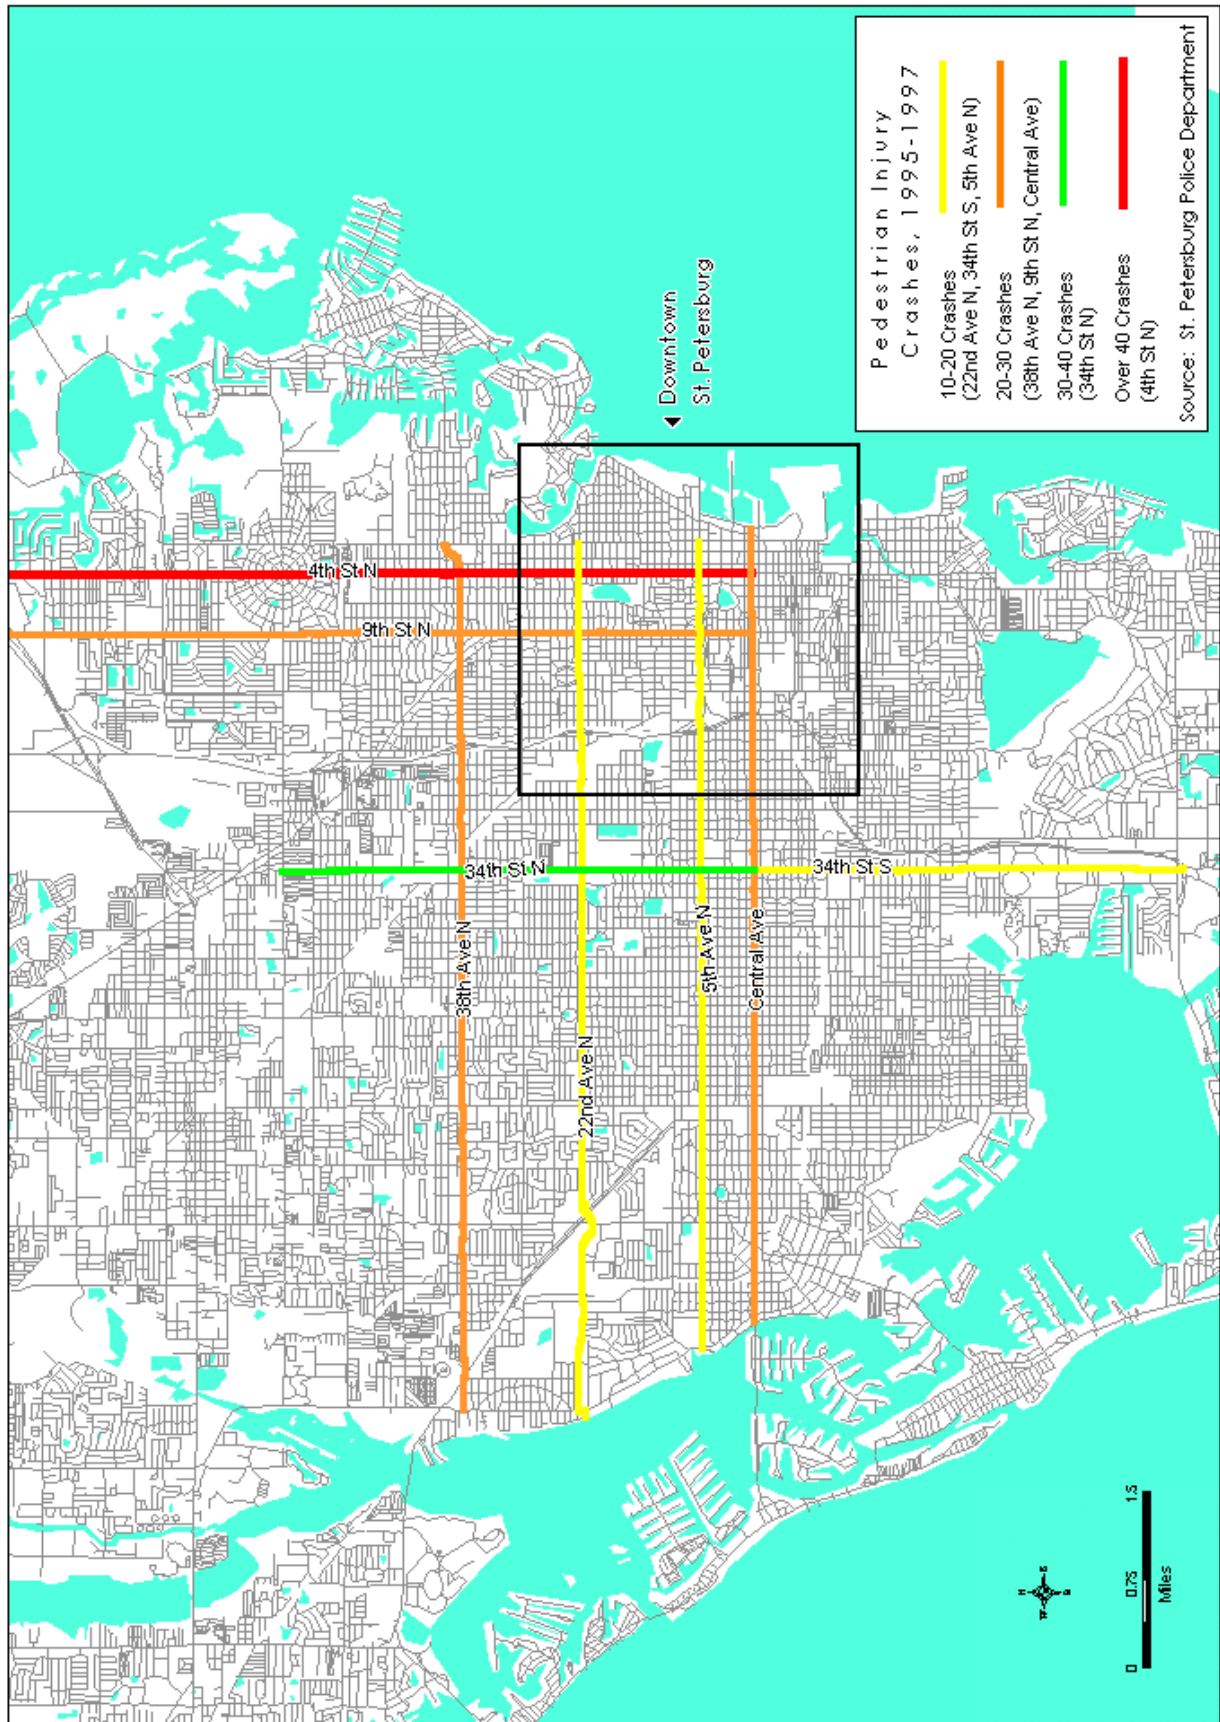 Pedestrian Injury
Crashes, 1995-1997
10-20 Crashes
(22nd Ave N, 34th St S, 5th Ave N)
20-30 Crashes
(38th Ave N, 9th St N, Central Ave)
30-40 Crashes
(34th St N)
Over 40 Crashes
(4th St N)
Source: St. Petersburg Police Department
Downtown
St. Petersburg
4th St N
9th St N
34th St N
34th St S
38th Ave N
22nd Ave N
5th Ave N
Central Ave
N
W
E
S
0 0.75 1.5
Miles